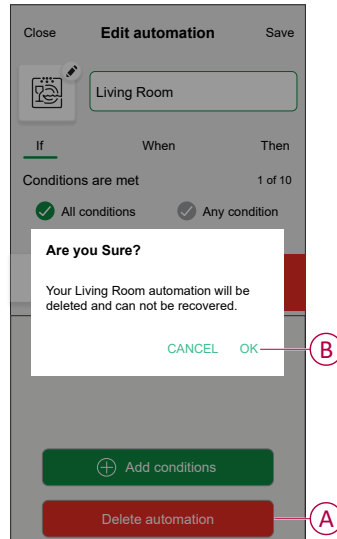 Close Edit automation Save
Living Room
If When Then
Conditions are met 1 of 10
All conditions Any condition
Are you Sure?
Your Living Room automation will be
deleted and can not be recovered.
CANCEL OK B
Add conditions
Delete automation A